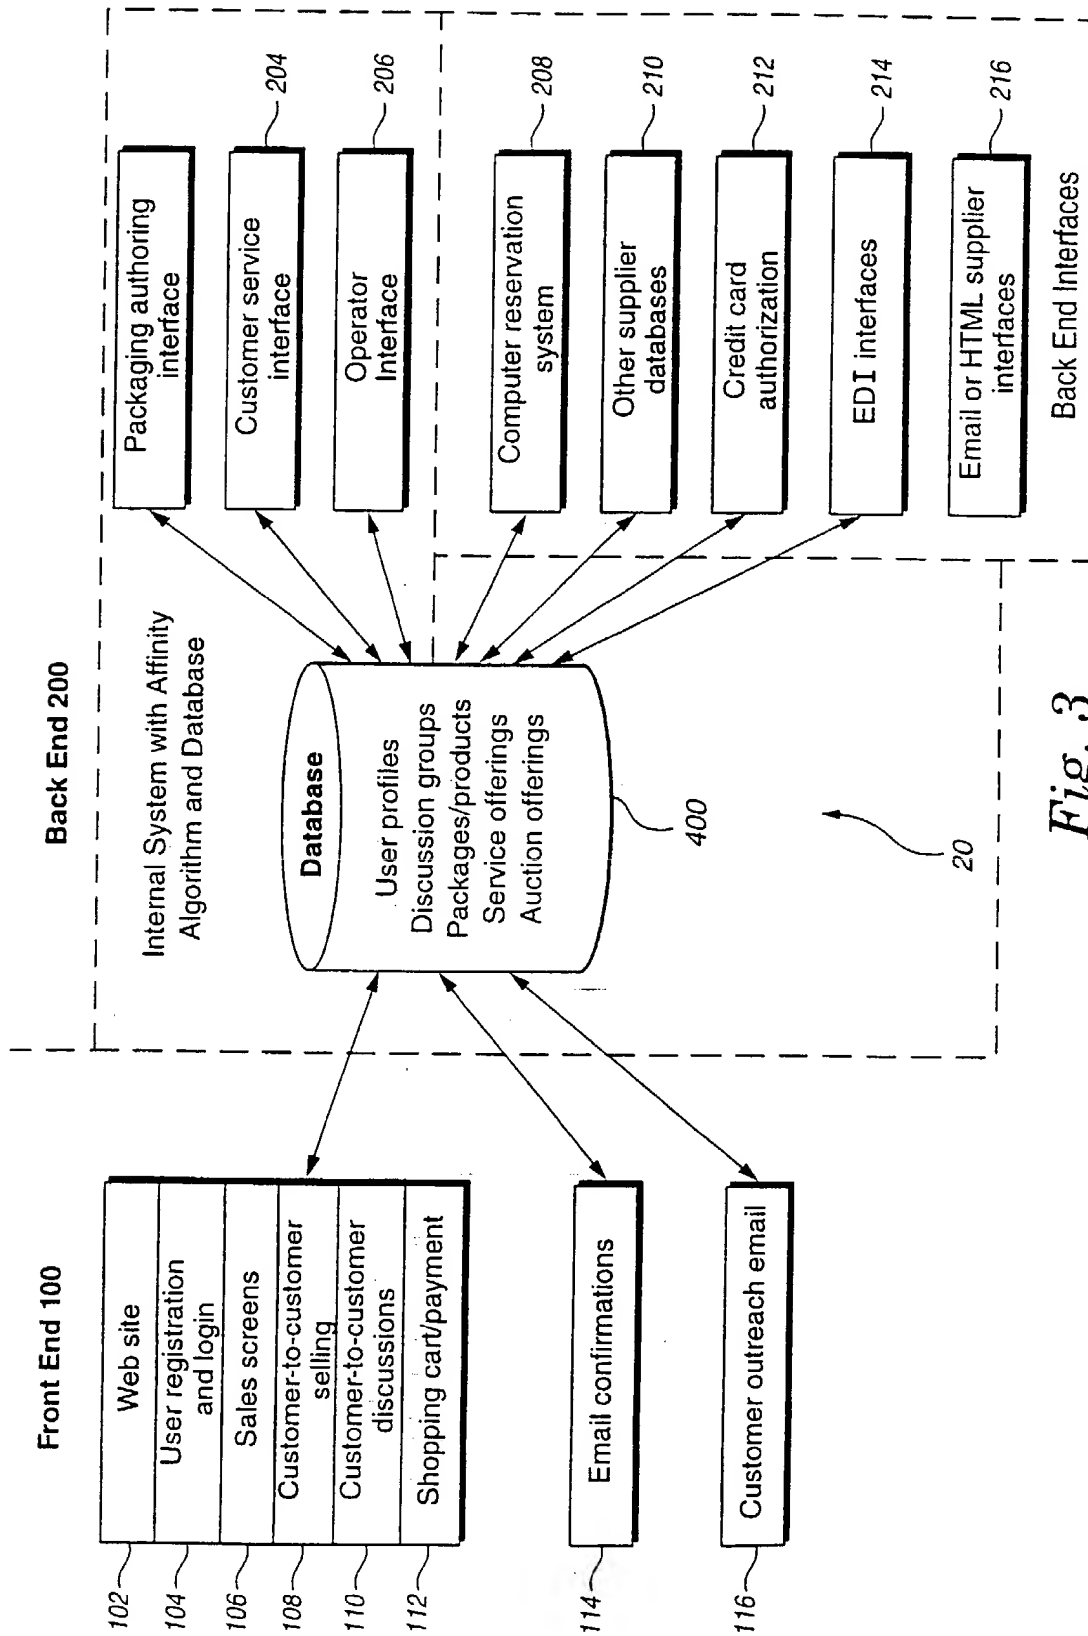 Front End 100
102
Web site
104
User registration
and login
106
Sales screens
108
Customer-to-customer
selling
110
Customer-to-customer
discussions
112
Shopping cart/payment
114
Email confirmations
116
Customer outreach email
Back End 200
Internal System with Affinity
Algorithm and Database
Database
User profiles
Discussion groups
Packages/products
Service offerings
Auction offerings
400
20
Packaging authoring
interface
Customer service
interface
204
Operator
Interface
206
Computer reservation
system
208
Other supplier
databases
210
Credit card
authorization
212
EDI interfaces
214
Email or HTML supplier
interfaces
216
Back End Interfaces
Fig. 3